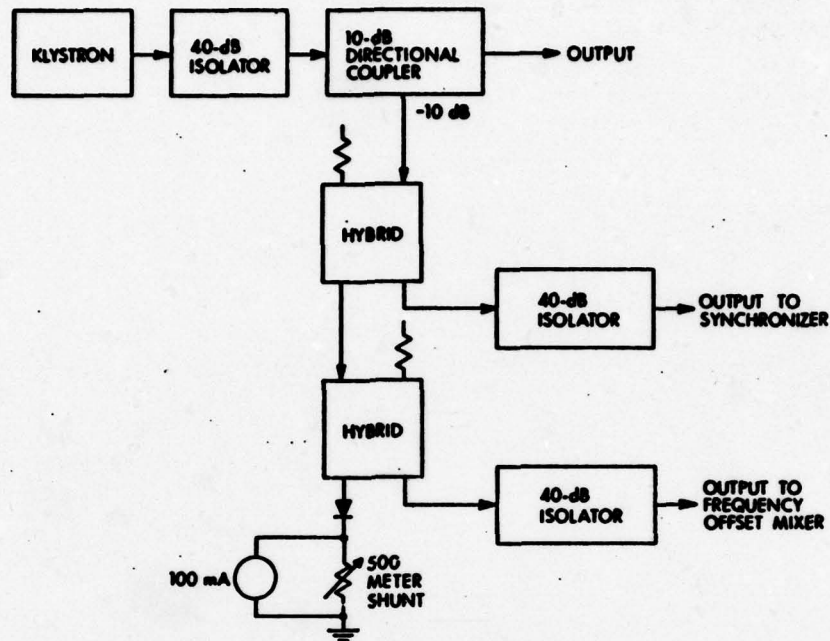 KLYSTRON
40-dB
ISOLATOR
10-dB
DIRECTIONAL
COUPLER
OUTPUT
-10 dB
HYBRID
40-dB
ISOLATOR
OUTPUT TO
SYNCHRONIZER
HYBRID
40-dB
ISOLATOR
OUTPUT TO
FREQUENCY
OFFSET MIXER
100 mA
50G
METER
SHUNT